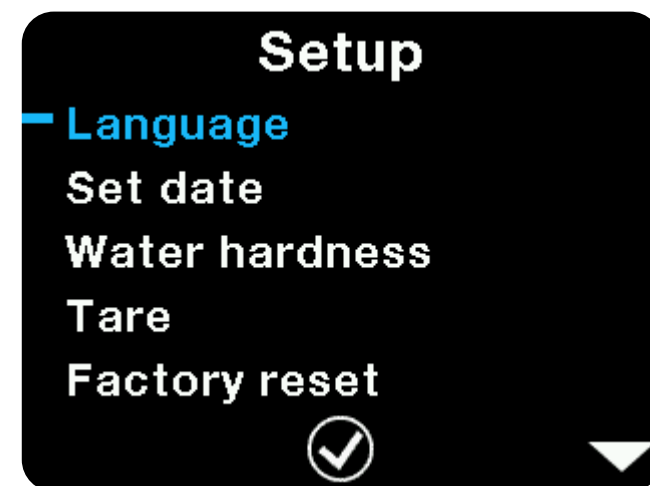 Setup
Language
Set date
Water hardness
Tare
Factory reset